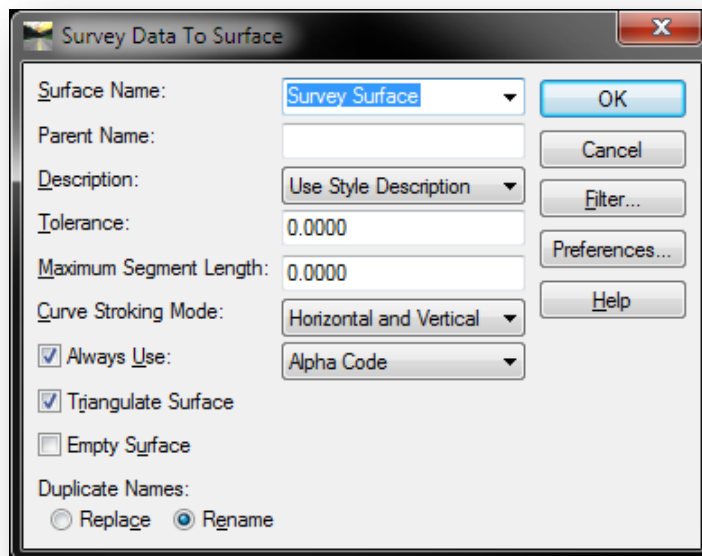 Survey Data To Surface
X
Surface Name:
Survey Surface
OK
Parent Name:
Cancel
Description:
Use Style Description
Filter...
Tolerance:
0.0000
Preferences...
Maximum Segment Length:
0.0000
Help
Curve Stroking Mode:
Horizontal and Vertical
Always Use:
Alpha Code
Triangulate Surface
Empty Surface
Duplicate Names:
Replace
Rename